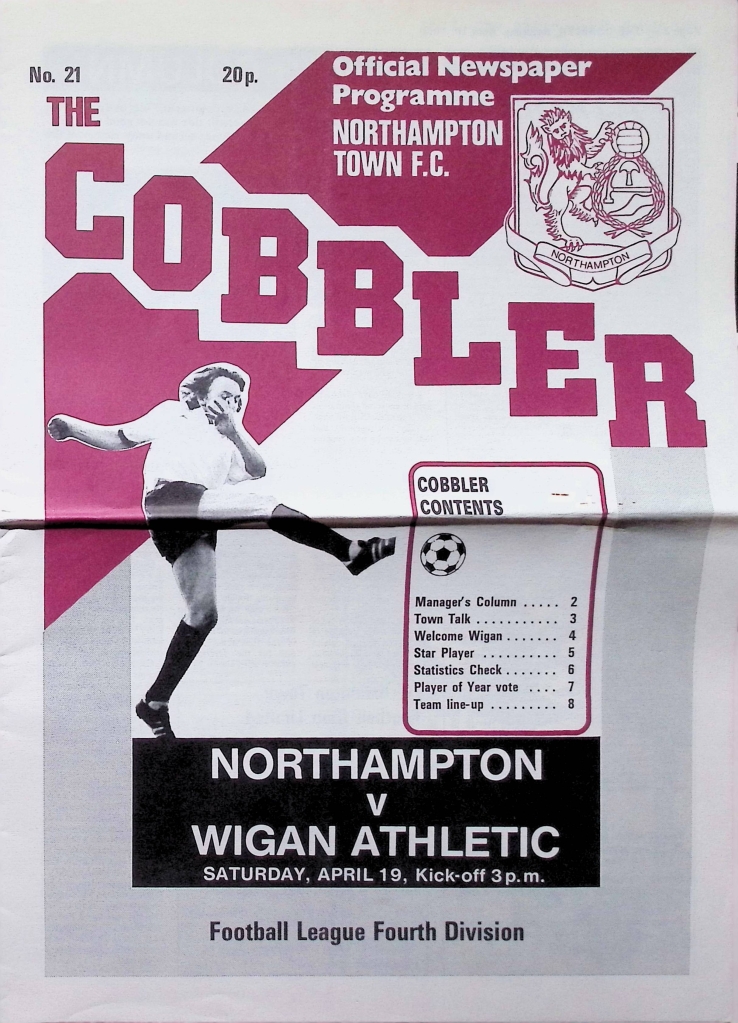 No. 21
20p.
THE
COBBLER
Official Newspaper
Programme
NORTHAMPTON
TOWN F.C.
NORTHAMPTON
COBBLER
CONTENTS
Manager's Column ..... 2
Town Talk ........... 3
Welcome Wigan ....... 4
Star Player .......... 5
Statistics Check ....... 6
Player of Year vote .... 7
Team line-up ......... 8
NORTHAMPTON
v
WIGAN ATHLETIC
SATURDAY, APRIL 19, Kick-off 3 p.m.
Football League Fourth Division